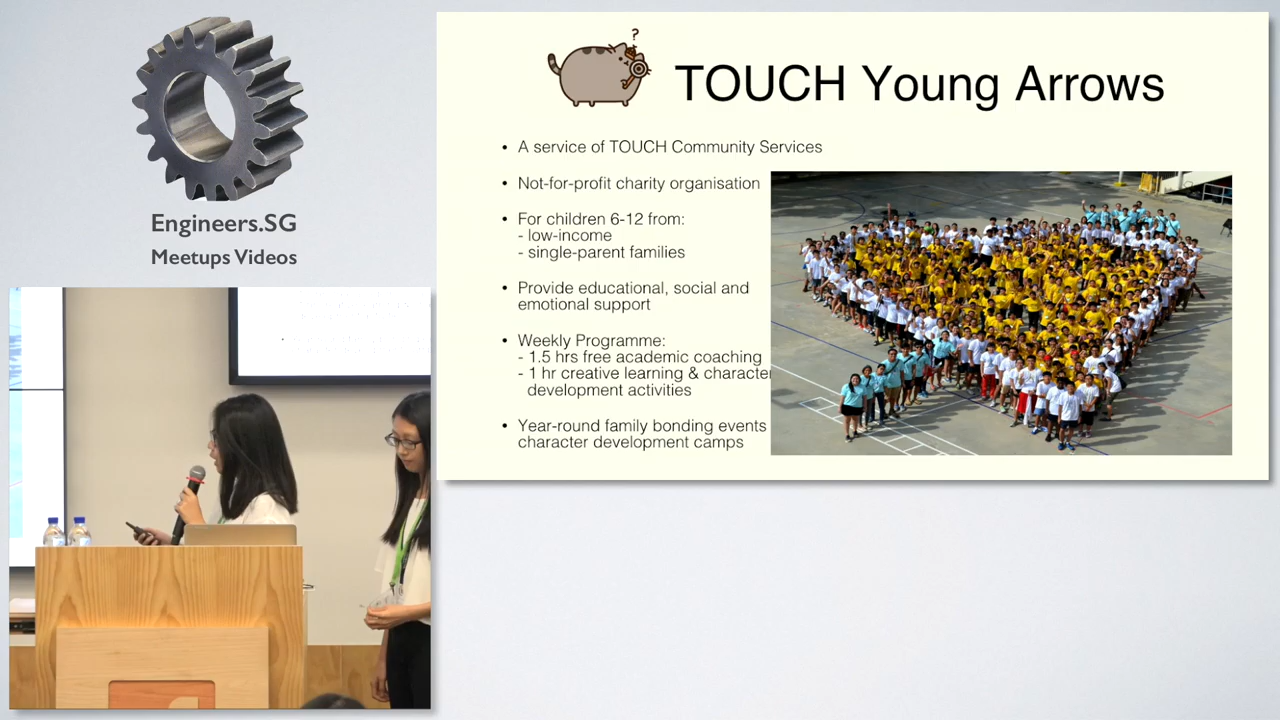 Engineers.SG
Meetups Videos
?
TOUCH Young Arrows
• A service of TOUCH Community Services
• Not-for-profit charity organisation
• For children 6-12 from:
- low-income
- single-parent families
• Provide educational, social and
emotional support
• Weekly Programme:
- 1.5 hrs free academic coaching
- 1 hr creative learning & character
development activities
• Year-round family bonding events
character development camps